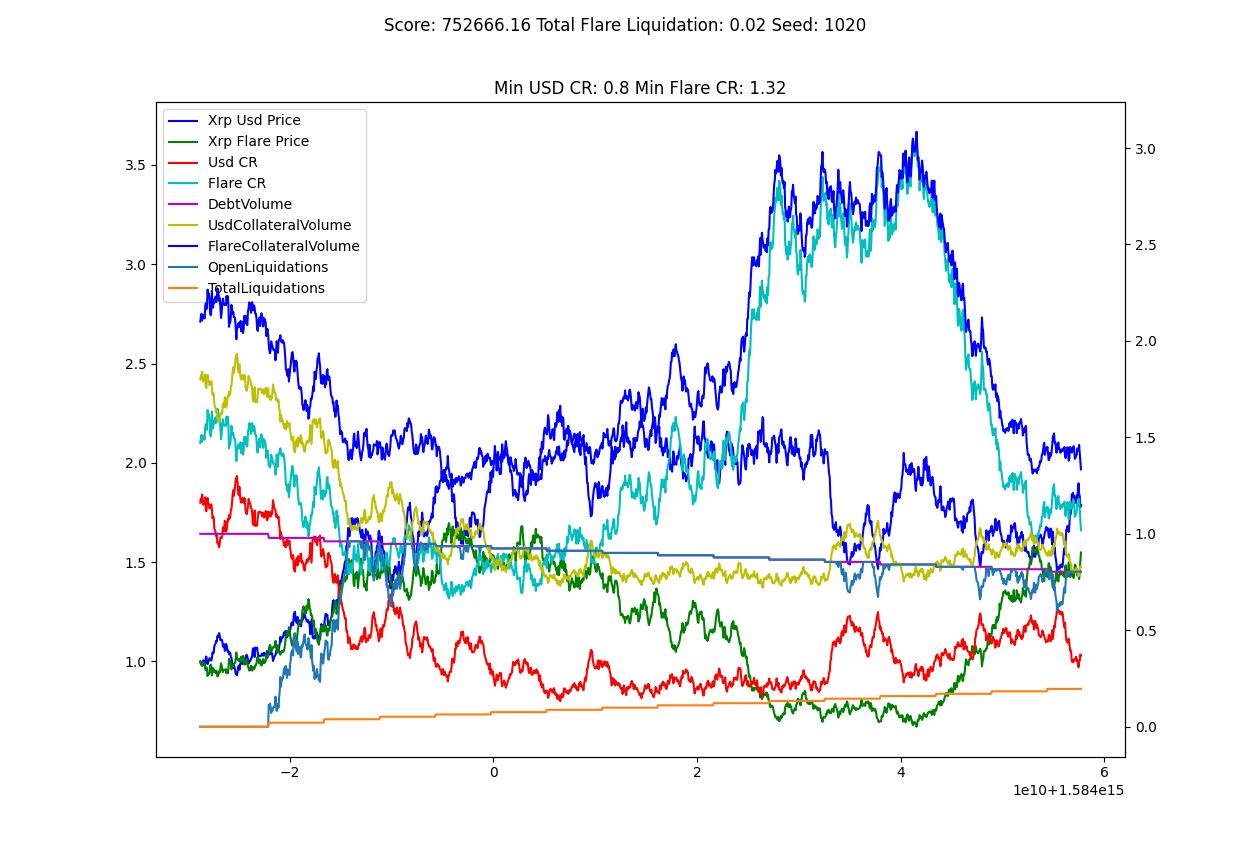 Score: 752666.16 Total Flare Liquidation: 0.02 Seed: 1020
Min USD CR: 0.8 Min Flare CR: 1.32
Xrp Usd Price
Xrp Flare Price
Usd CR
Flare CR
DebtVolume
UsdCollateralVolume
FlareCollateralVolume
OpenLiquidations
TotalLiquidations
3.5
3.0
2.5
2.0
1.5
1.0
3.0
2.5
2.0
1.5
1.0
0.5
0.0
−2 0 2 4 6
1e10+1.584e15